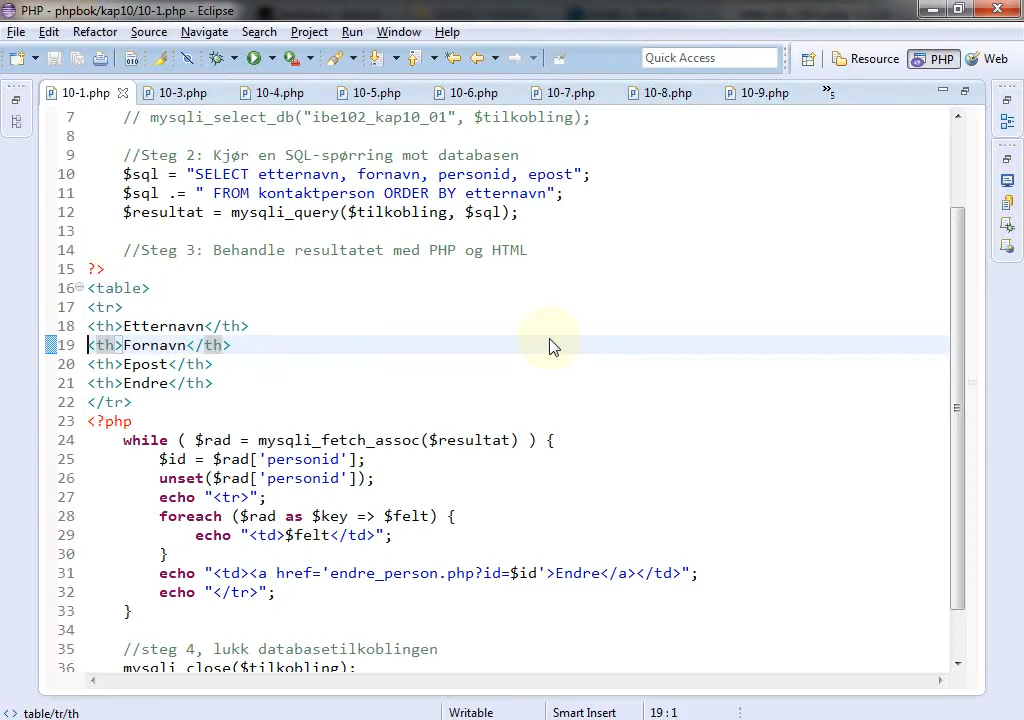 PHP - phpbok/kap10/10-1.php - Eclipse
File Edit Refactor Source Navigate Search Project Run Window Help
Quick Access Resource PHP Web
10-1.php 10-3.php 10-4.php 10-5.php 10-6.php 10-7.php 10-8.php 10-9.php »5
7 // mysqli_select_db("ibe102_kap10_01", $tilkobling);
8
9 //Steg 2: Kjør en SQL-spørring mot databasen
10 $sql = "SELECT etternavn, fornavn, personid, epost";
11 $sql .= " FROM kontaktperson ORDER BY etternavn";
12 $resultat = mysqli_query($tilkobling, $sql);
13
14 //Steg 3: Behandle resultatet med PHP og HTML
15 ?>
16 <table>
17 <tr>
18 <th>Etternavn</th>
19 <th>Fornavn</th>
20 <th>Epost</th>
21 <th>Endre</th>
22 </tr>
23 <?php
24 while ( $rad = mysqli_fetch_assoc($resultat) ) {
25 $id = $rad['personid'];
26 unset($rad['personid']);
27 echo "<tr>";
28 foreach ($rad as $key => $felt) {
29 echo "<td>$felt</td>";
30 }
31 echo "<td><a href='endre_person.php?id=$id'>Endre</a></td>";
32 echo "</tr>";
33 }
34
35 //steg 4, lukk databasetilkoblingen
36 mysqli_close($tilkobling);
<> table/tr/th Writable Smart Insert 19 : 1